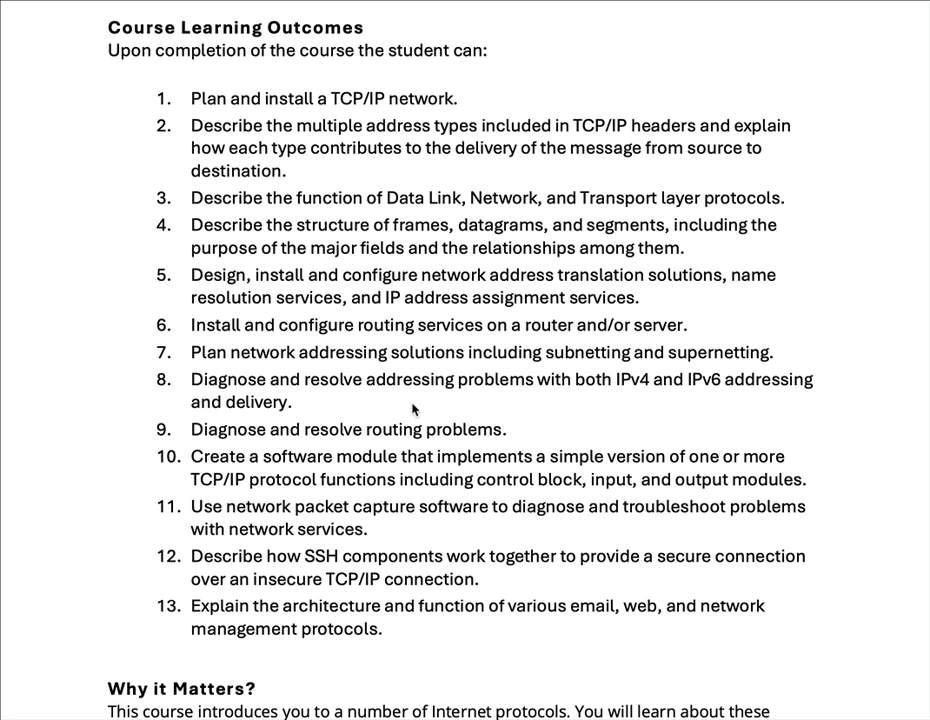 Course Learning Outcomes
Upon completion of the course the student can:
1. Plan and install a TCP/IP network.
2. Describe the multiple address types included in TCP/IP headers and explain
how each type contributes to the delivery of the message from source to
destination.
3. Describe the function of Data Link, Network, and Transport layer protocols.
4. Describe the structure of frames, datagrams, and segments, including the
purpose of the major fields and the relationships among them.
5. Design, install and configure network address translation solutions, name
resolution services, and IP address assignment services.
6. Install and configure routing services on a router and/or server.
7. Plan network addressing solutions including subnetting and supernetting.
8. Diagnose and resolve addressing problems with both IPv4 and IPv6 addressing
and delivery.
9. Diagnose and resolve routing problems.
10. Create a software module that implements a simple version of one or more
TCP/IP protocol functions including control block, input, and output modules.
11. Use network packet capture software to diagnose and troubleshoot problems
with network services.
12. Describe how SSH components work together to provide a secure connection
over an insecure TCP/IP connection.
13. Explain the architecture and function of various email, web, and network
management protocols.
Why it Matters?
This course introduces you to a number of Internet protocols. You will learn about these